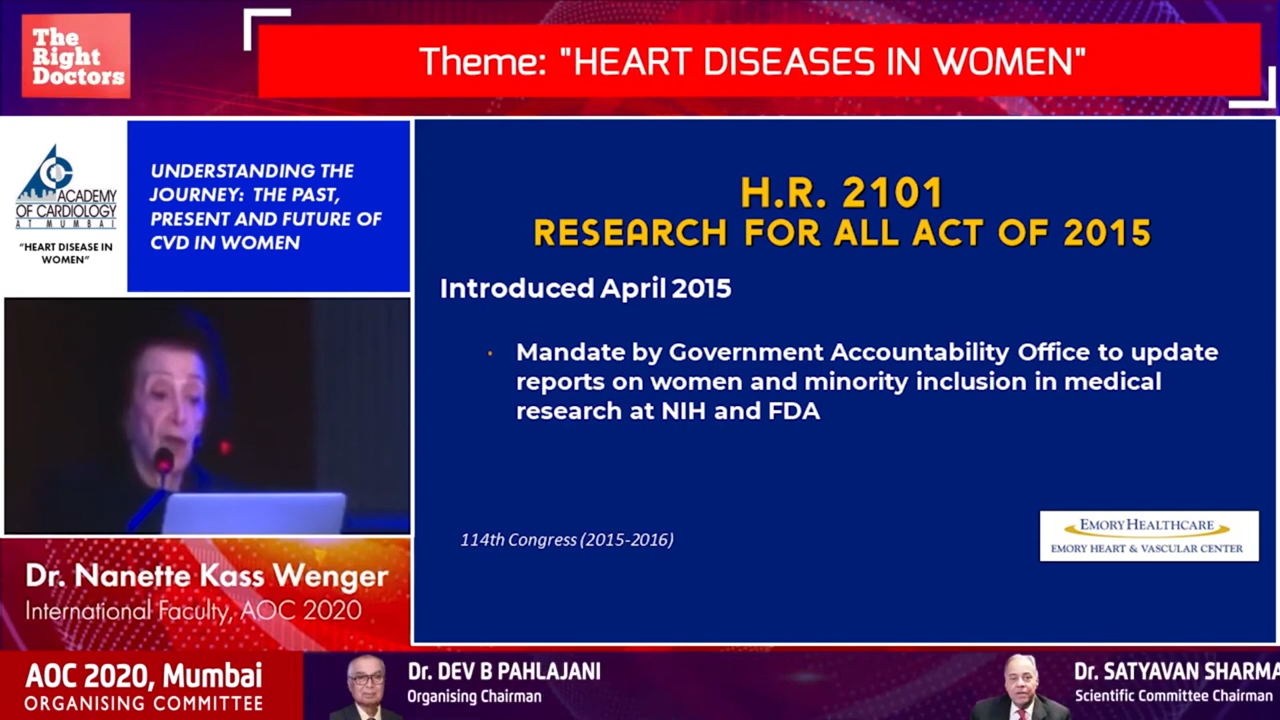 The
Right
Doctors
Theme: "HEART DISEASES IN WOMEN"
ACADEMY
OF CARDIOLOGY
AT MUMBAI
"HEART DISEASE IN
WOMEN"
UNDERSTANDING THE
JOURNEY: THE PAST,
PRESENT AND FUTURE OF
CVD IN WOMEN
H.R. 2101
RESEARCH FOR ALL ACT OF 2015
Introduced April 2015
· Mandate by Government Accountability Office to update
reports on women and minority inclusion in medical
research at NIH and FDA
114th Congress (2015-2016)
EMORY HEALTHCARE
EMORY HEART & VASCULAR CENTER
Dr. Nanette Kass Wenger
International Faculty, AOC 2020
AOC 2020, Mumbai
ORGANISING COMMITTEE
Dr. DEV B PAHLAJANI
Organising Chairman
Dr. SATYAVAN SHARMA
Scientific Committee Chairman